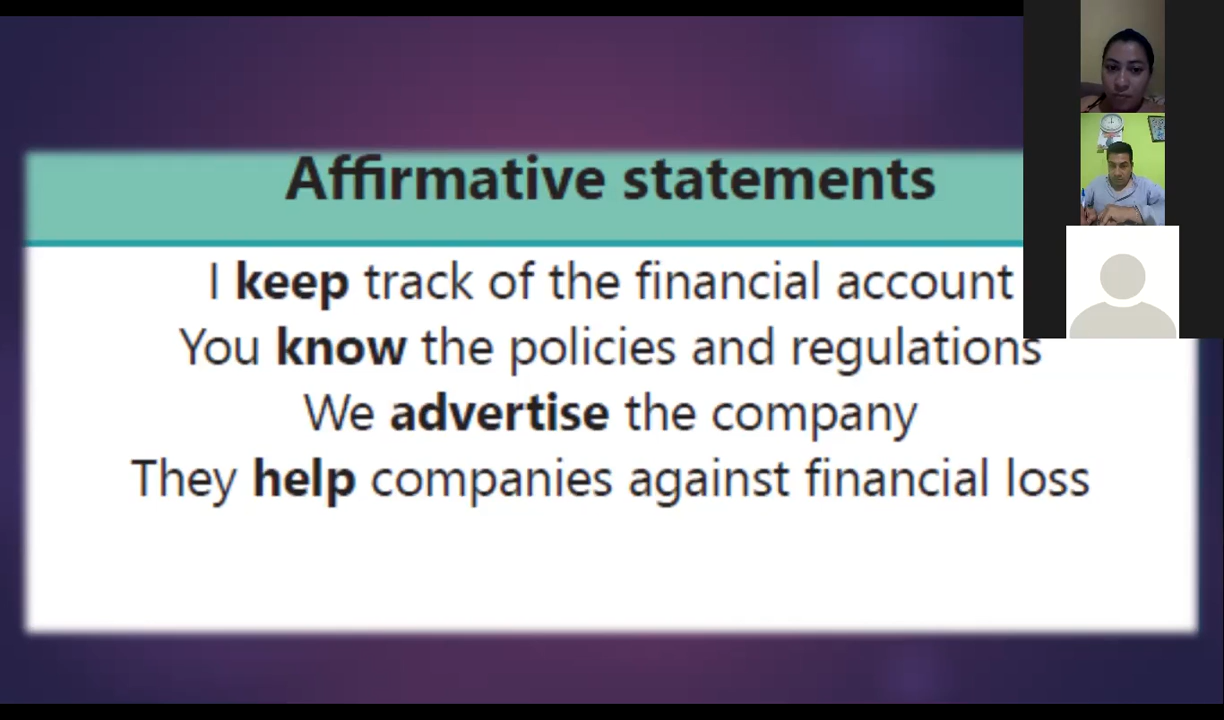 Affirmative statements
I keep track of the financial account
You know the policies and regulations
We advertise the company
They help companies against financial loss